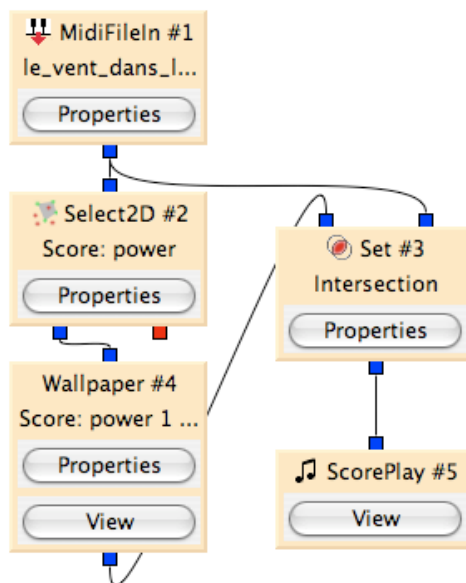 MidiFileIn #1
le_vent_dans_l...
Properties
Select2D #2
Score: power
Properties
Set #3
Intersection
Properties
Wallpaper #4
Score: power 1 ...
Properties
View
ScorePlay #5
View